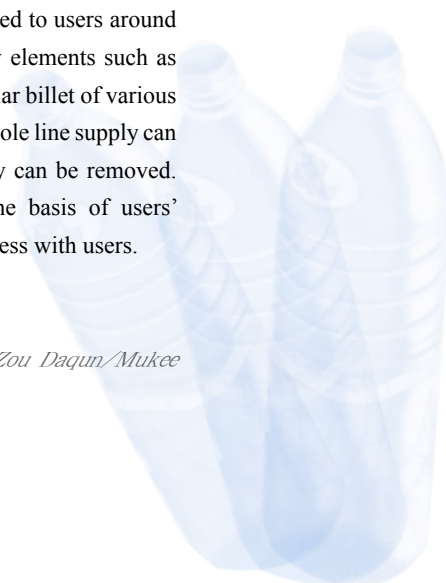 ed to users around
elements such as
lar billet of various
ole line supply can
y can be removed.
he basis of users’
ess with users.
Zou Daqun/Mukee